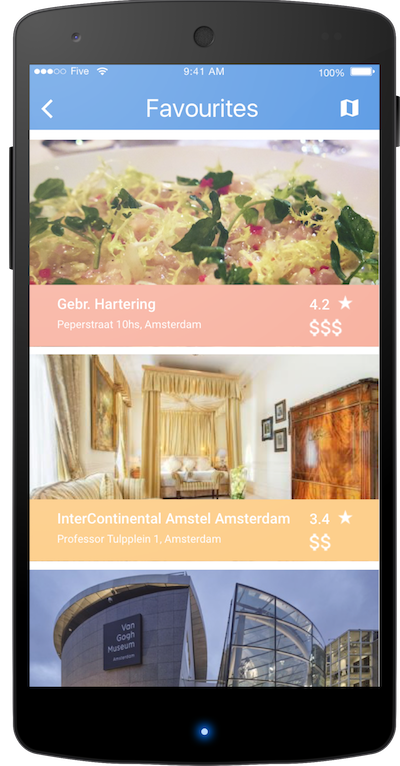 Five
9:41 AM
100%
Favourites
Gebr. Hartering
4.2
Peperstraat 10hs, Amsterdam
$$$
InterContinental Amstel Amsterdam
3.4
Professor Tulpplein 1, Amsterdam
$$
Van
Gogh
Museum
Amsterdam